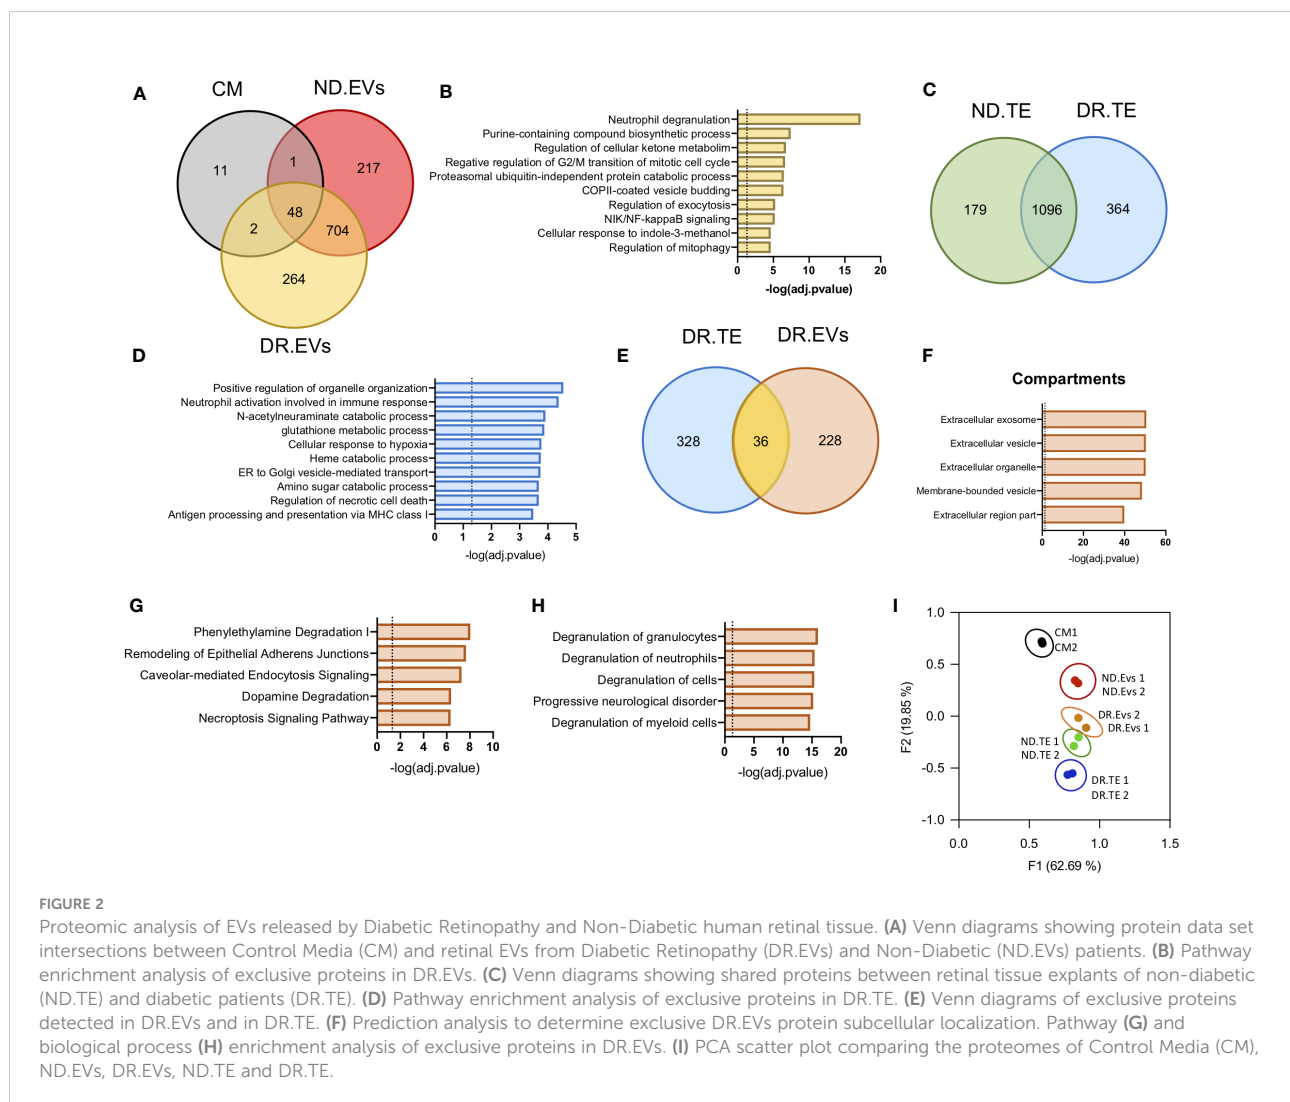 A
CM
ND.EVs
11
1
217
48
2
704
264
DR.EVs
B
Neutrophil degranulation
Purine-containing compound biosynthetic process
Regulation of cellular ketone metabolim
Regative regulation of G2/M transition of mitotic cell cycle
Proteasomal ubiquitin-independent protein catabolic process
COPII-coated vesicle budding
Regulation of exocytosis
NIK/NF-kappaB signaling
Cellular response to indole-3-methanol
Regulation of mitophagy
0 5 10 15 20
-log(adj.pvalue)
C
ND.TE
DR.TE
179
1096
364
D
Positive regulation of organelle organization
Neutrophil activation involved in immune response
N-acetylneuraminate catabolic process
glutathione metabolic process
Cellular response to hypoxia
Heme catabolic process
ER to Golgi vesicle-mediated transport
Amino sugar catabolic process
Regulation of necrotic cell death
Antigen processing and presentation via MHC class I
0 1 2 3 4 5
-log(adj.pvalue)
E
DR.TE
DR.EVs
328
36
228
F
Compartments
Extracellular exosome
Extracellular vesicle
Extracellular organelle
Membrane-bounded vesicle
Extracellular region part
0 20 40 60
-log(adj.pvalue)
G
Phenylethylamine Degradation I
Remodeling of Epithelial Adherens Junctions
Caveolar-mediated Endocytosis Signaling
Dopamine Degradation
Necroptosis Signaling Pathway
0 2 4 6 8 10
-log(adj.pvalue)
H
Degranulation of granulocytes
Degranulation of neutrophils
Degranulation of cells
Progressive neurological disorder
Degranulation of myeloid cells
0 5 10 15 20
-log(adj.pvalue)
I
1.0
0.5
0.0
-0.5
-1.0
F2 (19.85 %)
CM1
CM2
ND.Evs 1
ND.Evs 2
DR.Evs 2
DR.Evs 1
ND.TE 1
ND.TE 2
DR.TE 1
DR.TE 2
0.0 0.5 1.0 1.5
F1 (62.69 %)
FIGURE 2
Proteomic analysis of EVs released by Diabetic Retinopathy and Non-Diabetic human retinal tissue. (A) Venn diagrams showing protein data set
intersections between Control Media (CM) and retinal EVs from Diabetic Retinopathy (DR.EVs) and Non-Diabetic (ND.EVs) patients. (B) Pathway
enrichment analysis of exclusive proteins in DR.EVs. (C) Venn diagrams showing shared proteins between retinal tissue explants of non-diabetic
(ND.TE) and diabetic patients (DR.TE). (D) Pathway enrichment analysis of exclusive proteins in DR.TE. (E) Venn diagrams of exclusive proteins
detected in DR.EVs and in DR.TE. (F) Prediction analysis to determine exclusive DR.EVs protein subcellular localization. Pathway (G) and
biological process (H) enrichment analysis of exclusive proteins in DR.EVs. (I) PCA scatter plot comparing the proteomes of Control Media (CM),
ND.EVs, DR.EVs, ND.TE and DR.TE.